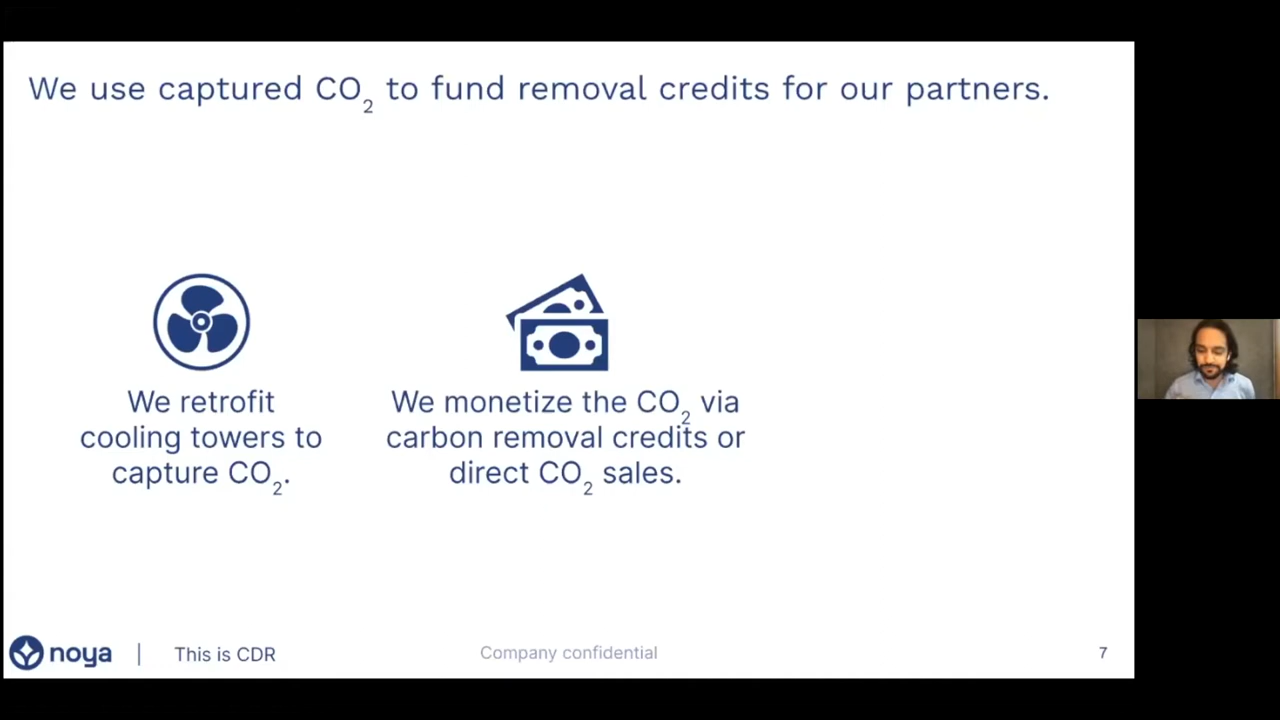 We use captured CO₂ to fund removal credits for our partners.
We retrofit
cooling towers to
capture CO₂.
We monetize the CO₂ via
carbon removal credits or
direct CO₂ sales.
noya | This is CDR
Company confidential
7